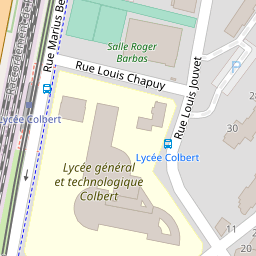 Salle Roger
Barbas
Rue Marius Be
Rue Louis Chapuy
Rue Louis Jouvet
P
Lycée Colbert
30
Lycée Colbert
Lycée général
et technologique
Colbert
11